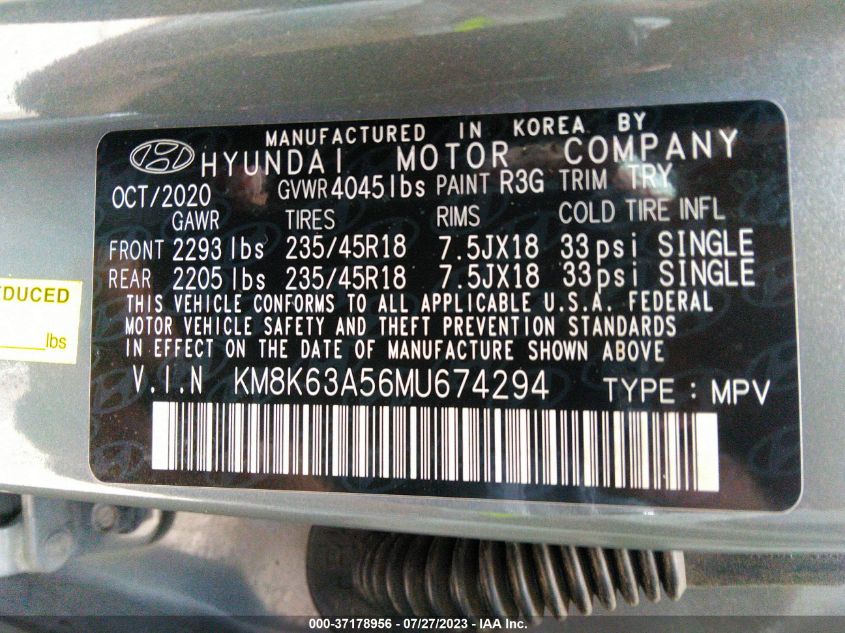 MANUFACTURED IN KOREA BY
HYUNDAI MOTOR COMPANY
OCT/2020 GVWR 4045lbs PAINT R3G TRIM TRY
GAWR TIRES RIMS COLD TIRE INFL
FRONT 2293 lbs 235/45R18 7.5JX18 33psi SINGLE
REAR 2205 lbs 235/45R18 7.5JX18 33psi SINGLE
THIS VEHICLE CONFORMS TO ALL APPLICABLE U.S.A. FEDERAL
MOTOR VEHICLE SAFETY AND THEFT PREVENTION STANDARDS
IN EFFECT ON THE DATE OF MANUFACTURE SHOWN ABOVE
V.I.N KM8K63A56MU674294 TYPE : MPV
lbs
000-37178956 / 07/27/2023 © IAA Inc.